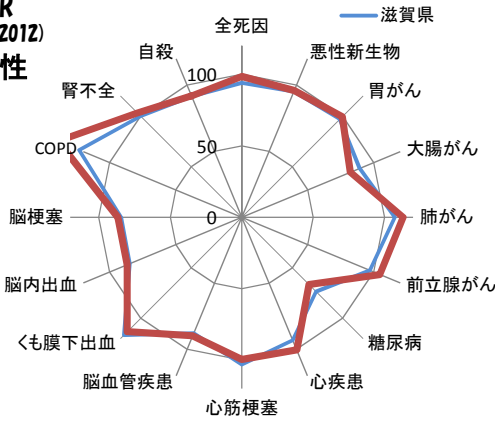 R
2012)
性
滋賀県
全死因
悪性新生物
胃がん
大腸がん
肺がん
前立腺がん
糖尿病
心疾患
心筋梗塞
脳血管疾患
くも膜下出血
脳内出血
脳梗塞
COPD
腎不全
自殺
100
50
0